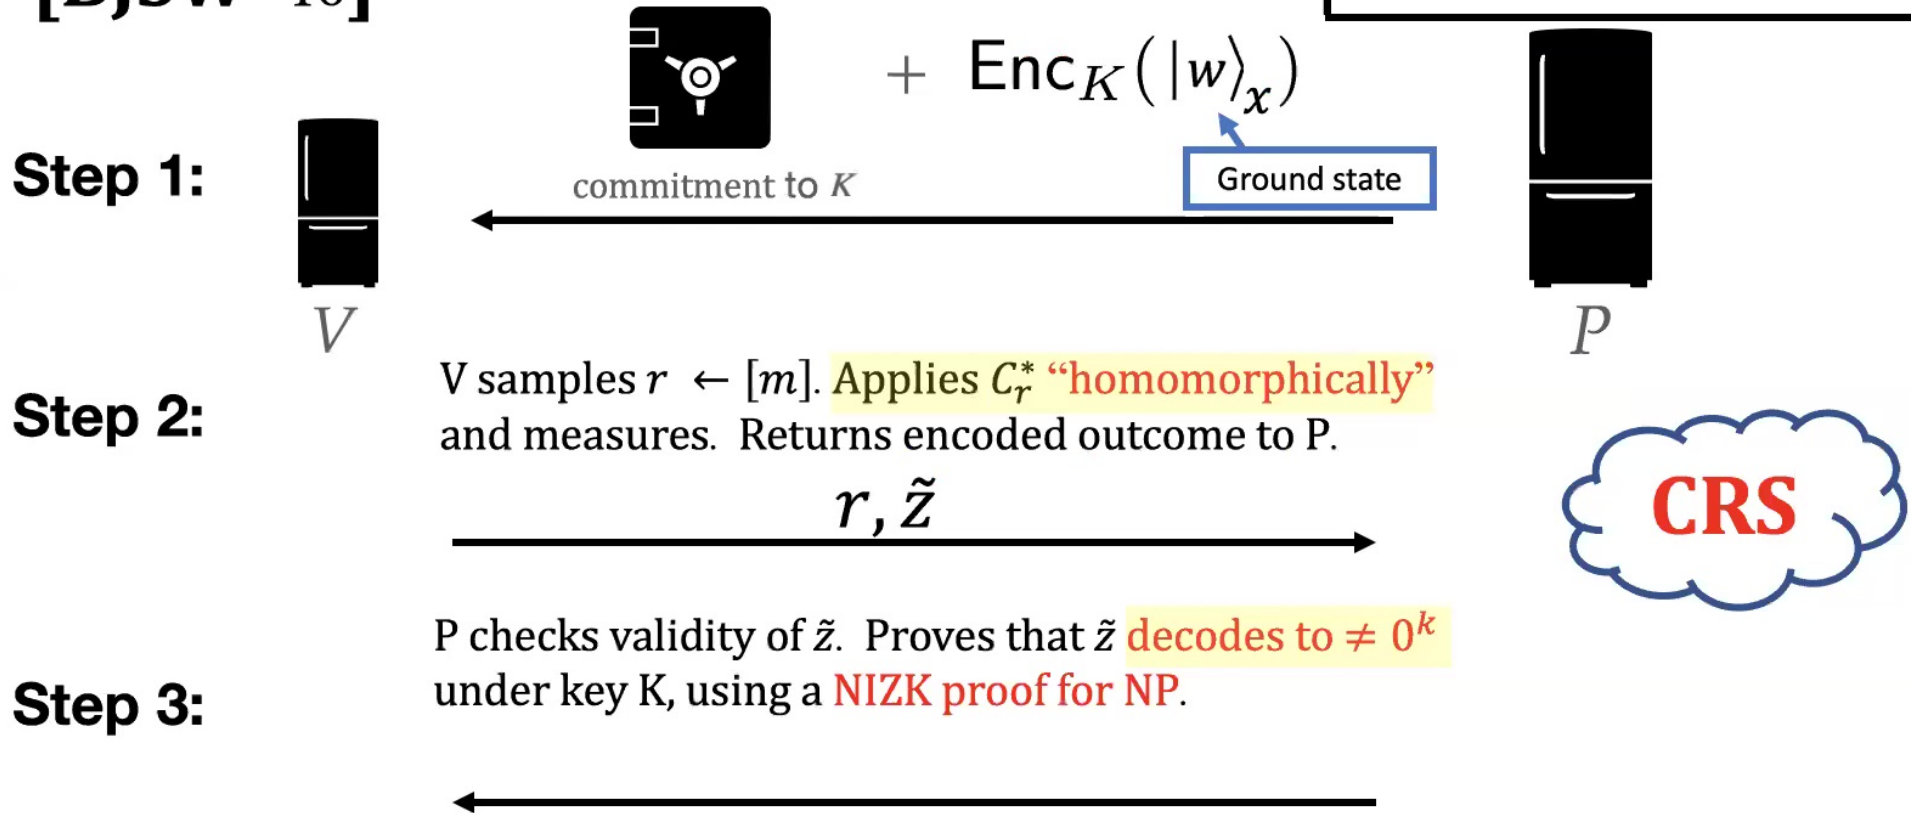 + Enc_K(|w⟩_x)
Step 1:
commitment to K
Ground state
V
P
V samples r ← [m]. Applies C_r^* “homomorphically”
Step 2:
and measures. Returns encoded outcome to P.
r, z̃
CRS
P checks validity of z̃. Proves that z̃ decodes to ≠ 0^k
Step 3:
under key K, using a NIZK proof for NP.